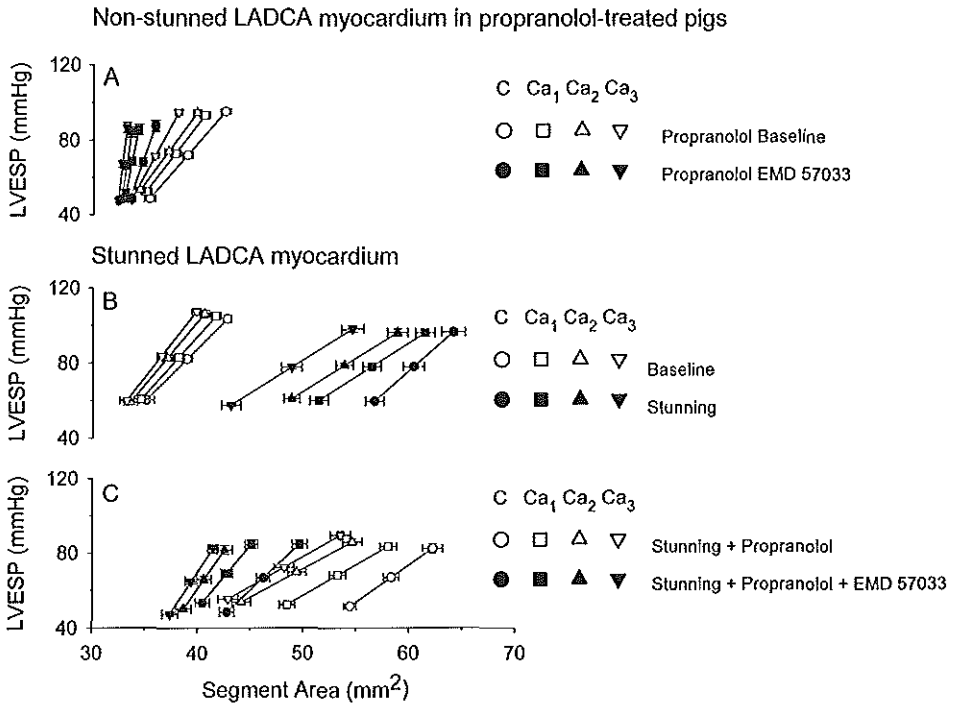 Non-stunned LADCA myocardium in propranolol-treated pigs
120
A
80
40
LVESP (mmHg)
C Ca1 Ca2 Ca3
Propranolol Baseline
Propranolol EMD 57033
Stunned LADCA myocardium
120
B
80
40
LVESP (mmHg)
C Ca1 Ca2 Ca3
Baseline
Stunning
120
C
80
40
LVESP (mmHg)
C Ca1 Ca2 Ca3
Stunning + Propranolol
Stunning + Propranolol + EMD 57033
30 40 50 60 70
Segment Area (mm2)